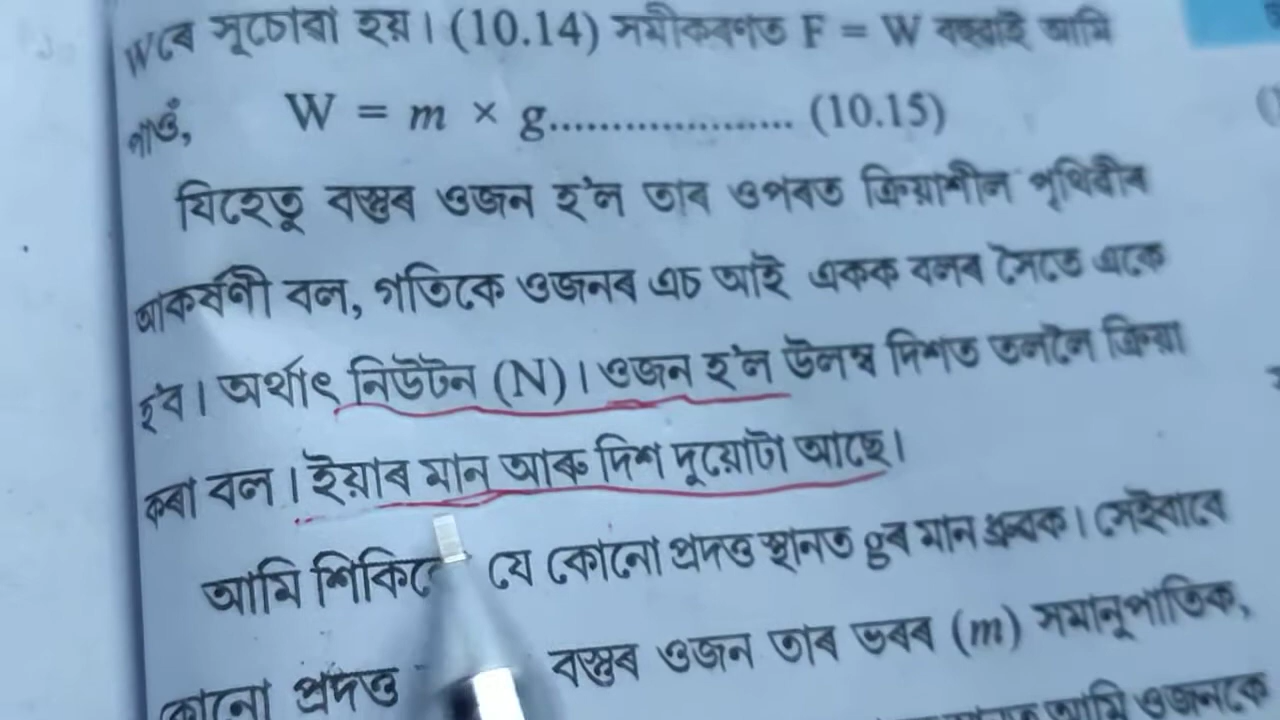 Wৰে সূচোৱা হয়। (10.14) সমীকৰণত F = W বহুৱাই আমি
পাওঁ, W = m × g..................... (10.15)
যিহেতু বস্তুৰ ওজন হ'ল তাৰ ওপৰত ক্ৰিয়াশীল পৃথিৱীৰ
আকৰ্ষণী বল, গতিকে ওজনৰ এচ আই একক বলৰ সৈতে একে
হ'ব। অৰ্থাৎ নিউটন (N)। ওজন হ'ল উলম্ব দিশত তললৈ ক্ৰিয়া
কৰা বল। ইয়াৰ মান আৰু দিশ দুয়োটা আছে।
আমি যে কোনো প্ৰদত্ত স্থানত gৰ মান ধ্ৰুৱক। সেইবাবে
কোনো প্ৰদত্ত বস্তুৰ ওজন তাৰ ভৰৰ (m) সমানুপাতিক,
আমি ওজনকে